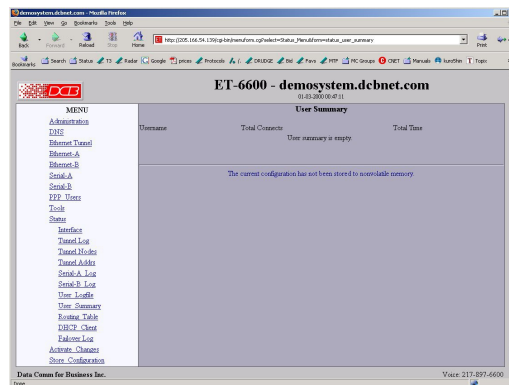 demosystem.dcbnet.com - Mozilla Firefox
File Edit View Go Bookmarks Tools Help
Back Forward Reload Stop Home http://205.166.54.139/cgi-bin/menuform.cgi?select=Status_Menu&form=status_user_summary Print
Bookmarks Search Status T3 Radar Google prices Protocols DRUDGE Bid Favs MTP MC Groups CNET Manuals kuro5hin Topix
DCB
ET-6600 - demosystem.dcbnet.com
01-03-2000 00:47:11
MENU
Administration
DNS
Ethernet Tunnel
Ethernet-A
Ethernet-B
Serial-A
Serial-B
PPP Users
Tools
Status
Interface
Tunnel Log
Tunnel Nodes
Tunnel Addrs
Serial-A Log
Serial-B Log
User Logfile
User Summary
Routing Table
DHCP Client
Failover Log
Activate Changes
Store Configuration
User Summary
Username Total Connects Total Time
User summary is empty.
The current configuration has not been stored to nonvolatile memory.
Data Comm for Business Inc. Voice: 217-897-6600
Done